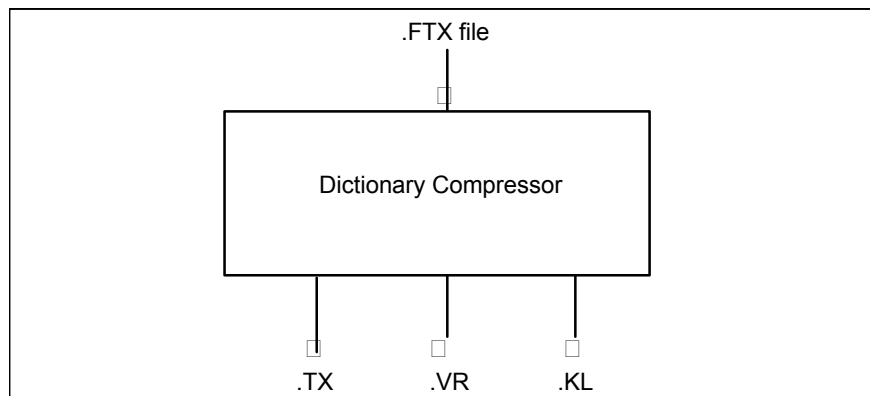 .FTX file
Dictionary Compressor
.TX .VR .KL